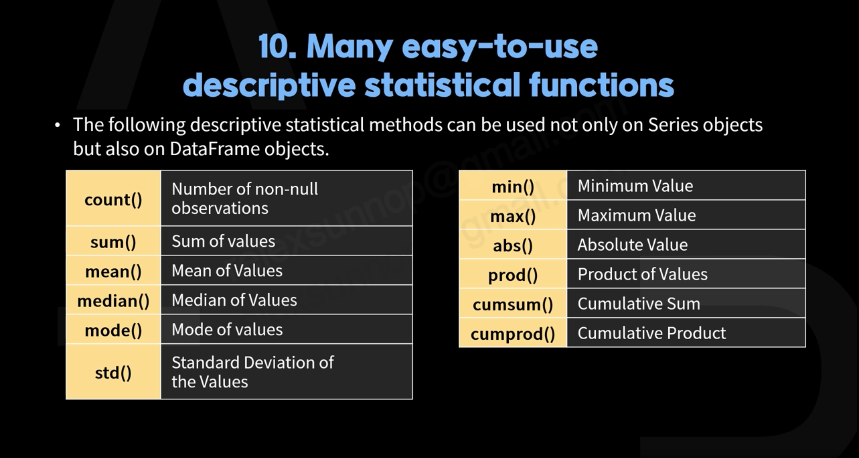 10. Many easy-to-use
descriptive statistical functions
• The following descriptive statistical methods can be used not only on Series objects
but also on DataFrame objects.
count() Number of non-null
observations
sum() Sum of values
mean() Mean of Values
median() Median of Values
mode() Mode of values
std() Standard Deviation of
the Values
min() Minimum Value
max() Maximum Value
abs() Absolute Value
prod() Product of Values
cumsum() Cumulative Sum
cumprod() Cumulative Product